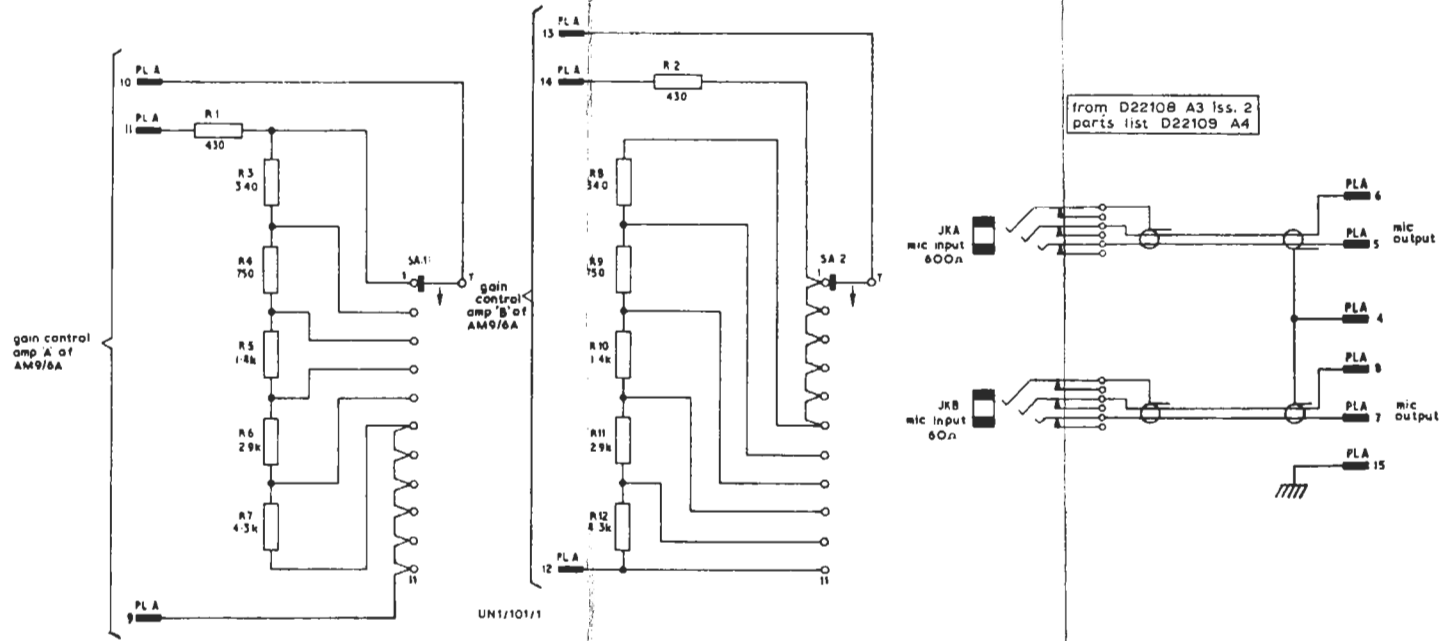 10 PL A
11 PL A
R1
430
R3
340
R4
750
R5
1.4k
R6
2.9k
R7
4.3k
SA.1
1
T
11
9 PL A
gain control
amp 'A' of
AM9/6A
13 PL A
14 PL A
R2
430
R8
340
R9
750
R10
1.4k
R11
2.9k
R12
4.3k
SA 2
1
T
11
12 PL A
gain
control
amp 'B' of
AM9/6A
UN1/101/1
from D22108 A3 Iss. 2
parts list D22109 A4
JKA
mic input
600Ω
PLA
6
PLA
5
mic
output
PLA
4
JKB
mic input
60Ω
PLA
8
PLA
7
mic
output
PLA
15